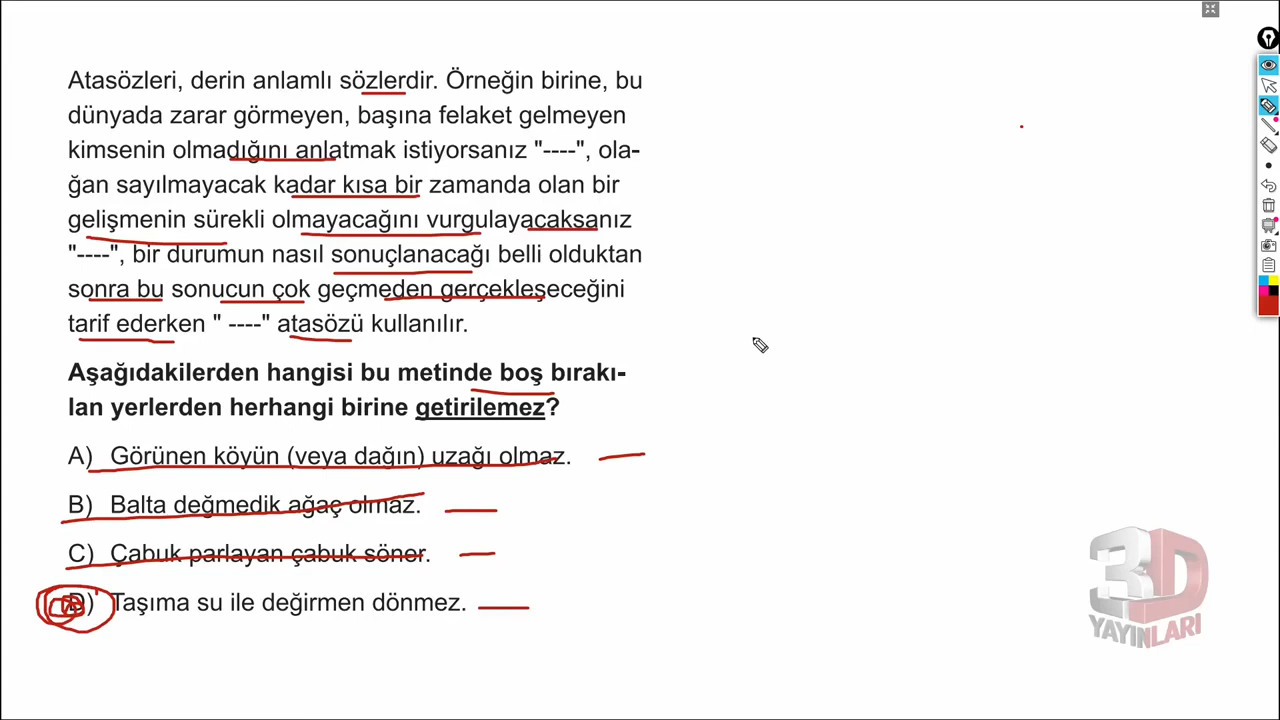 Atasözleri, derin anlamlı sözlerdir. Örneğin birine, bu
dünyada zarar görmeyen, başına felaket gelmeyen
kimsenin olmadığını anlatmak istiyorsanız "----", ola-
ğan sayılmayacak kadar kısa bir zamanda olan bir
gelişmenin sürekli olmayacağını vurgulayacaksanız
"----", bir durumun nasıl sonuçlanacağı belli olduktan
sonra bu sonucun çok geçmeden gerçekleşeceğini
tarif ederken " ----" atasözü kullanılır.
Aşağıdakilerden hangisi bu metinde boş bırakı-
lan yerlerden herhangi birine getirilemez?
A) Görünen köyün (veya dağın) uzağı olmaz.
B) Balta değmedik ağaç olmaz.
C) Çabuk parlayan çabuk söner.
D) Taşıma su ile değirmen dönmez.
3D
YAYINLARI